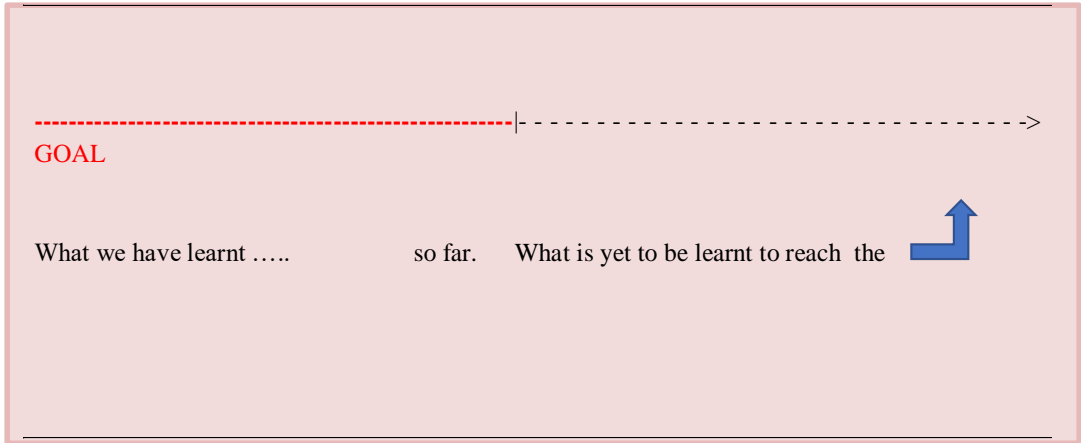 --------------------------------------------------------|- - - - - - - - - - - - - - - - - - - - - - - - - - - - - - - - ->
GOAL
What we have learnt ….. so far. What is yet to be learnt to reach the